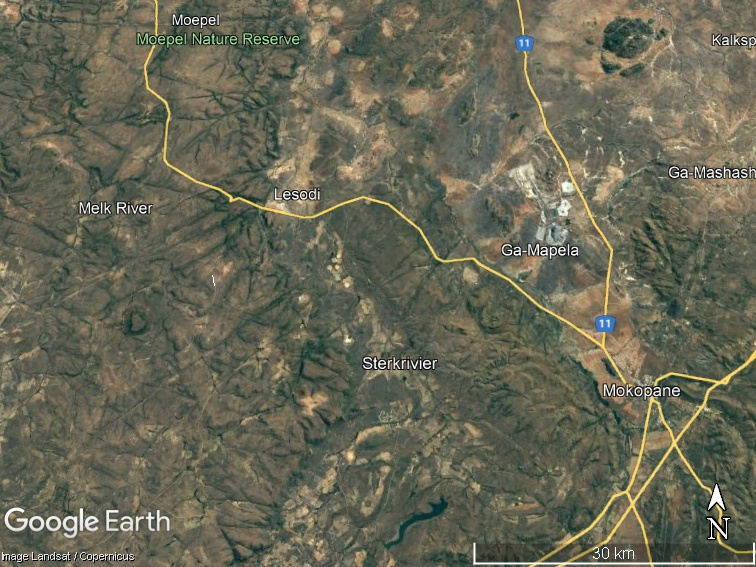 Moepel
Moepel Nature Reserve
11
Kalksp
Ga-Mashash
Lesodi
Melk River
Ga-Mapela
11
Sterkrivier
Mokopane
Google Earth
N
Image Landsat / Copernicus
30 km